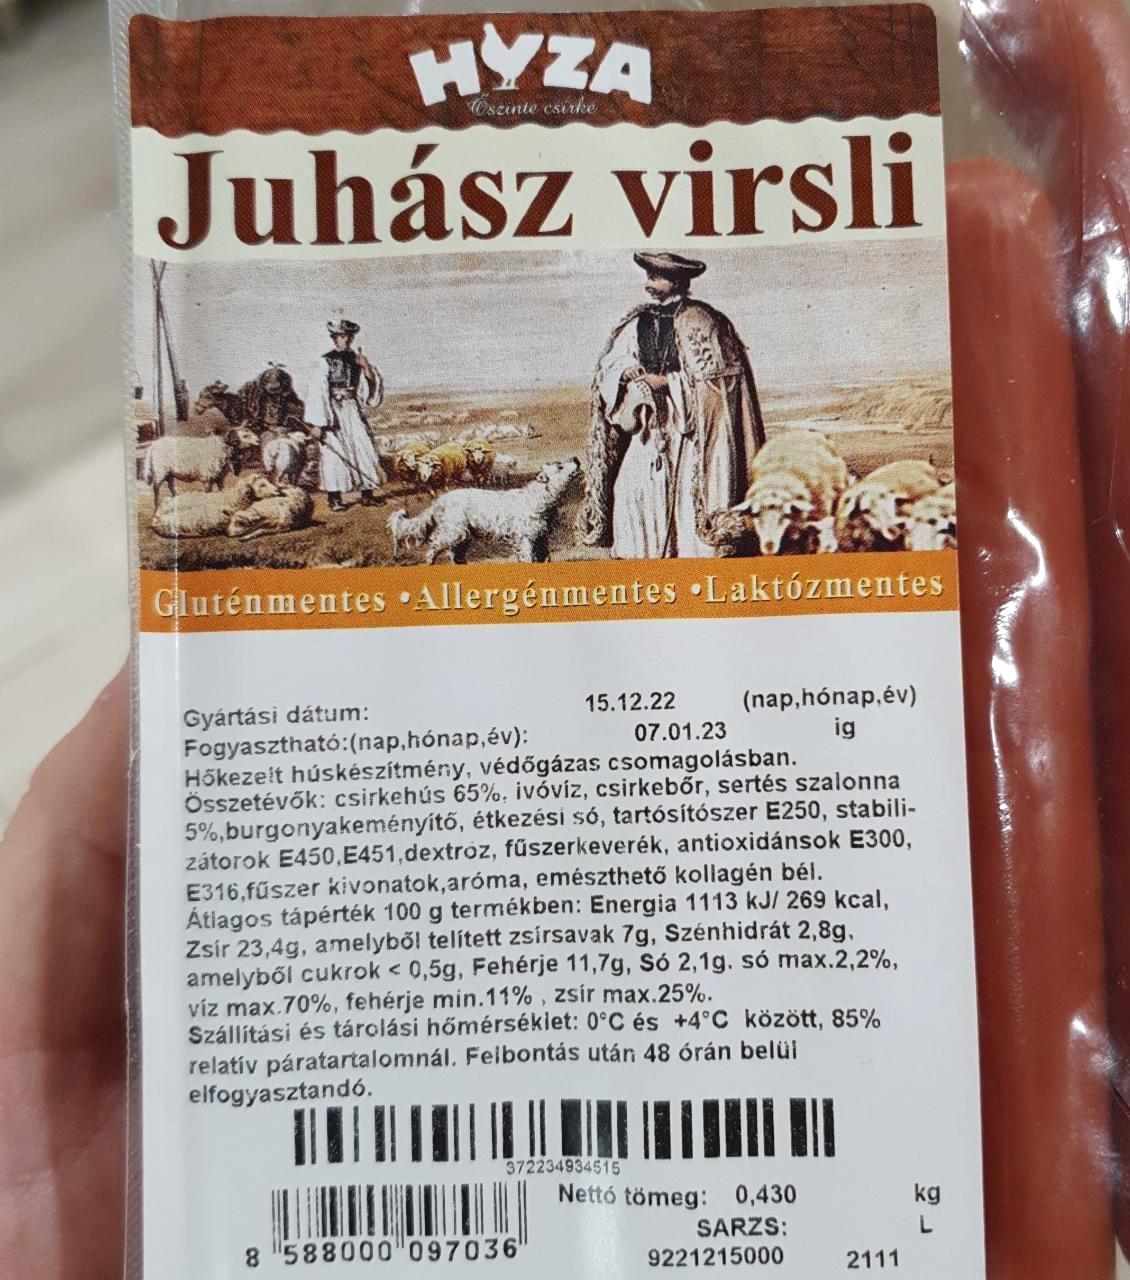 HYZA
Őszinte csirke
Juhász virsli
Gluténmentes •Allergénmentes •Laktózmentes
Gyártási dátum: 15.12.22 (nap,hónap,év)
Fogyasztható:(nap,hónap,év): 07.01.23 ig
Hőkezelt húskészítmény, védőgázas csomagolásban.
Összetévők: csirkehús 65%, ivóvíz, csirkebőr, sertés szalonna
5%,burgonyakeményítő, étkezési só, tartósítószer E250, stabili-
zátorok E450,E451,dextróz, fűszerkeverék, antioxidánsok E300,
E316,fűszer kivonatok,aróma, emészthető kollagén bél.
Átlagos tápérték 100 g termékben: Energia 1113 kJ/ 269 kcal,
Zsír 23,4g, amelyből telített zsírsavak 7g, Szénhidrát 2,8g,
amelyből cukrok < 0,5g, Fehérje 11,7g, Só 2,1g. só max.2,2%,
víz max.70%, fehérje min.11% , zsír max.25%.
Szállítási és tárolási hőmérséklet: 0°C és +4°C között, 85%
relatív páratartalomnál. Felbontás után 48 órán belül
elfogyasztandó.
372234934515
Nettó tömeg: 0,430 kg
SARZS: L
8 588000 097036
9221215000 2111